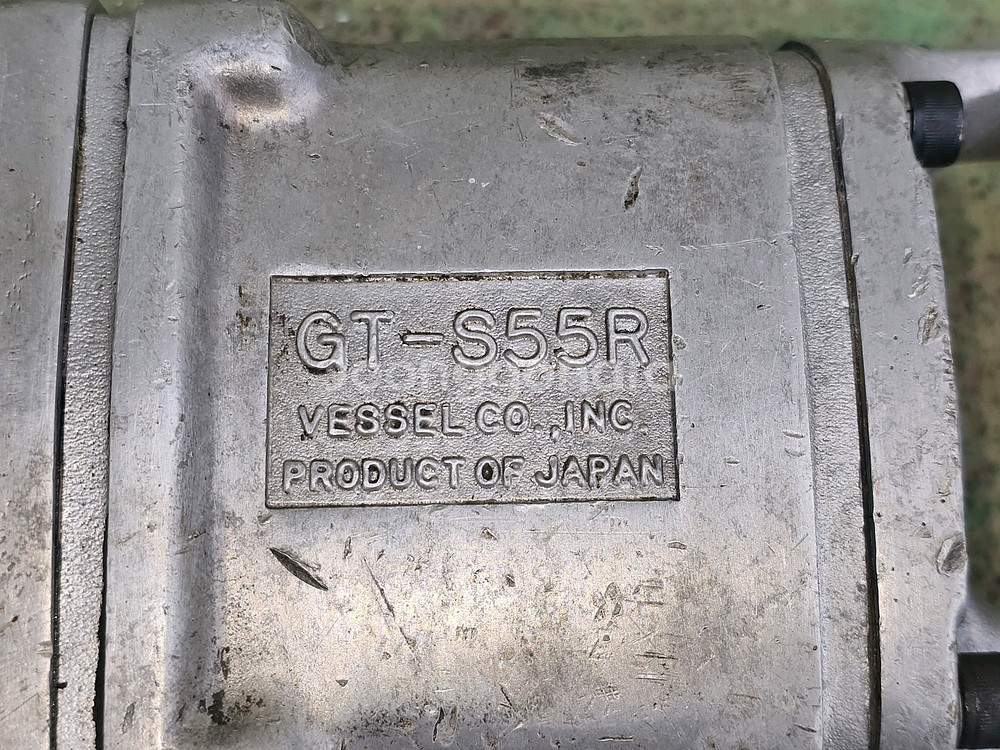 GT-S55R
VESSEL CO.,INC.
PRODUCT OF JAPAN